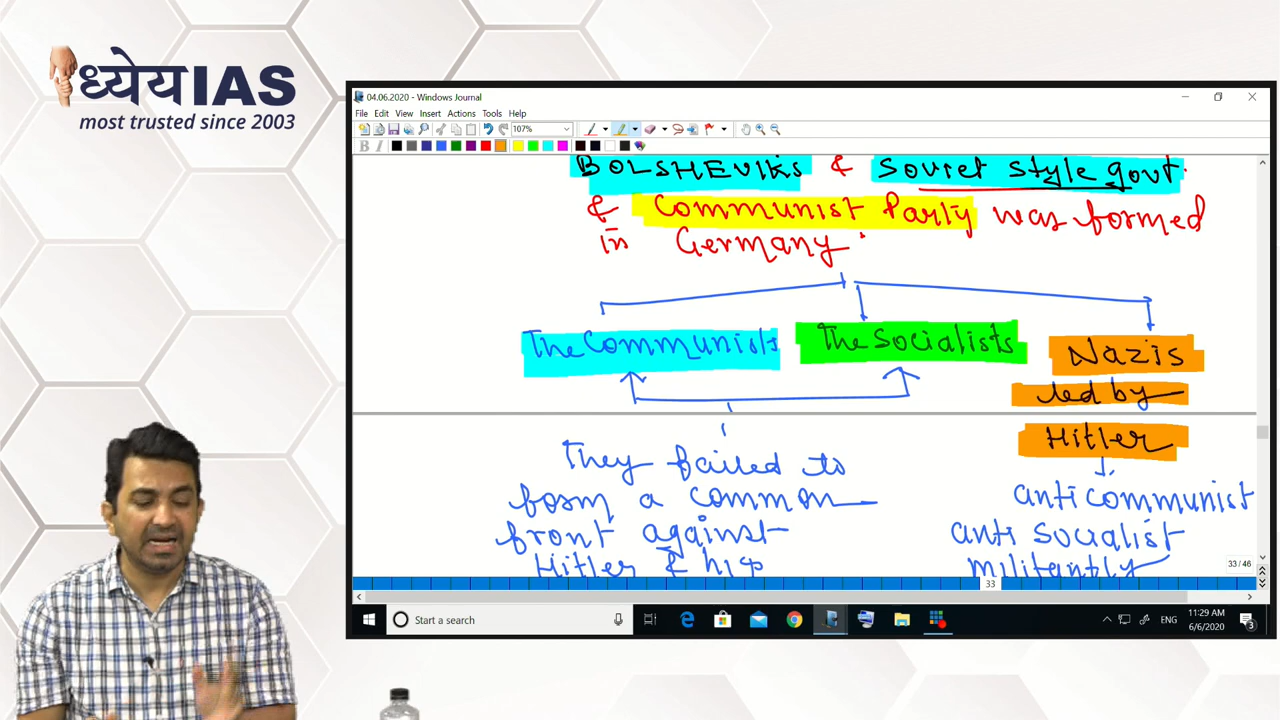 ध्येय IAS
most trusted since 2003
04.06.2020 - Windows Journal
File Edit View Insert Actions Tools Help
107%
BOLSHEVIKS & Soviet style govt.
& Communist Party was formed
in Germany.
The Communists The Socialists Nazis
led by
Hitler
They failed to
form a common
front against
Hitler & his
anti communist
anti socialist
militantly
33 / 46
33
Start a search
ENG
11:29 AM
6/6/2020
3